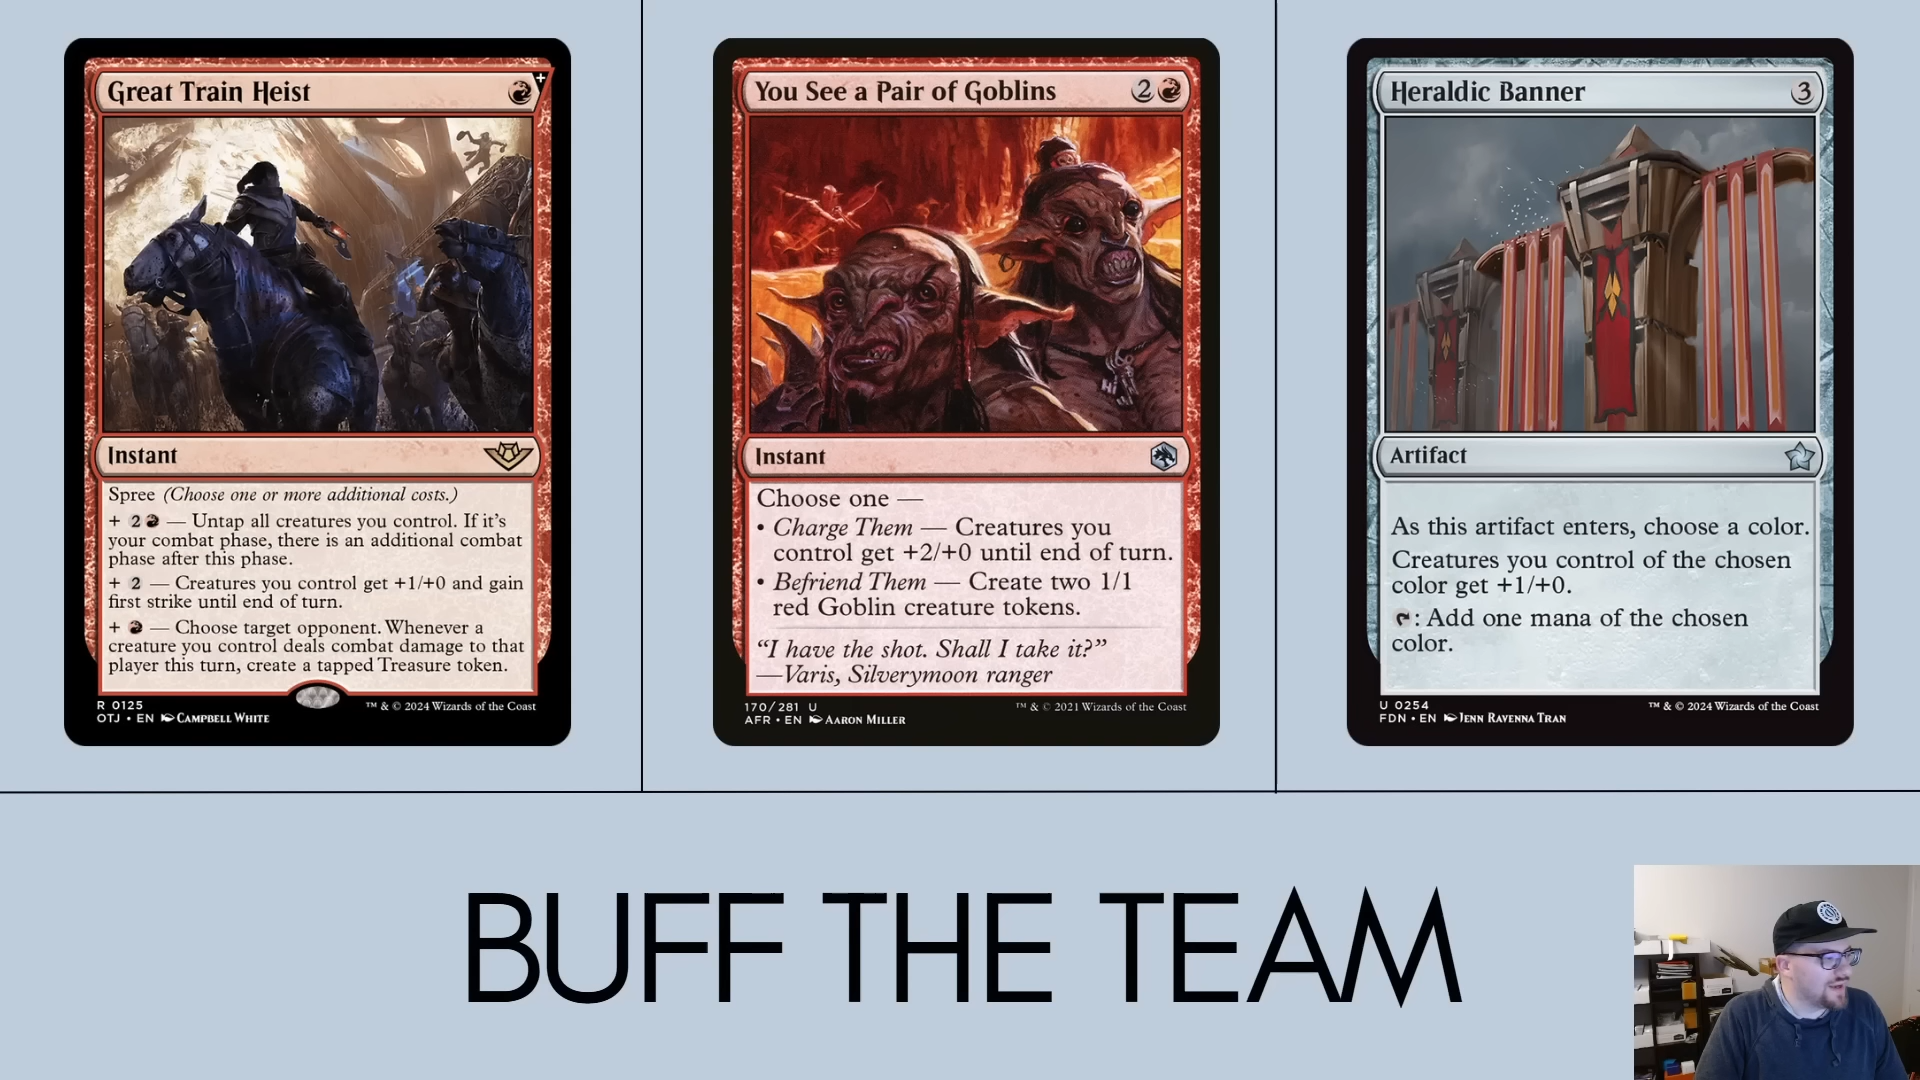 Great Train Heist
Instant
Spree (Choose one or more additional costs.)
+ 2 — Untap all creatures you control. If it's
your combat phase, there is an additional combat
phase after this phase.
+ 2 — Creatures you control get +1/+0 and gain
first strike until end of turn.
+ — Choose target opponent. Whenever a
creature you control deals combat damage to that
player this turn, create a tapped Treasure token.
R 0125
OTJ • EN CAMPBELL WHITE
™ & © 2024 Wizards of the Coast
You See a Pair of Goblins 2
Instant
Choose one —
• Charge Them — Creatures you
control get +2/+0 until end of turn.
• Befriend Them — Create two 1/1
red Goblin creature tokens.
“I have the shot. Shall I take it?”
—Varis, Silverymoon ranger
170/281 U
AFR • EN AARON MILLER
™ & © 2021 Wizards of the Coast
Heraldic Banner 3
Artifact
As this artifact enters, choose a color.
Creatures you control of the chosen
color get +1/+0.
: Add one mana of the chosen
color.
U 0254
FDN • EN JENN RAVENNA TRAN
™ & © 2024 Wizards of the Coast
BUFF THE TEAM